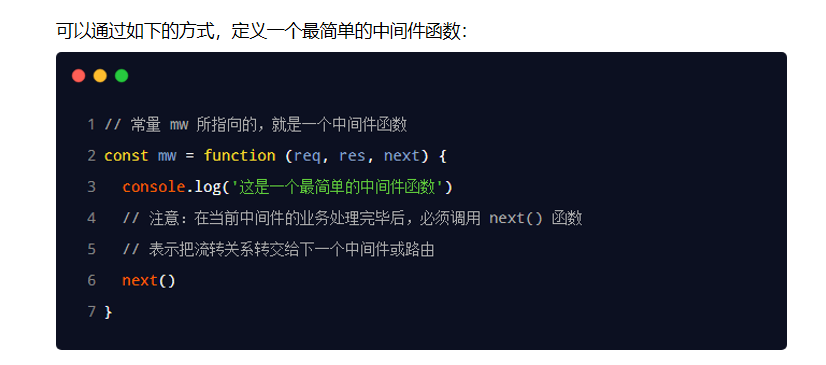 可以通过如下的方式，定义一个最简单的中间件函数：
1 // 常量 mw 所指向的，就是一个中间件函数
2 const mw = function (req, res, next) {
3   console.log('这是一个最简单的中间件函数')
4   // 注意：在当前中间件的业务处理完毕后，必须调用 next() 函数
5   // 表示把流转关系转交给下一个中间件或路由
6   next()
7 }